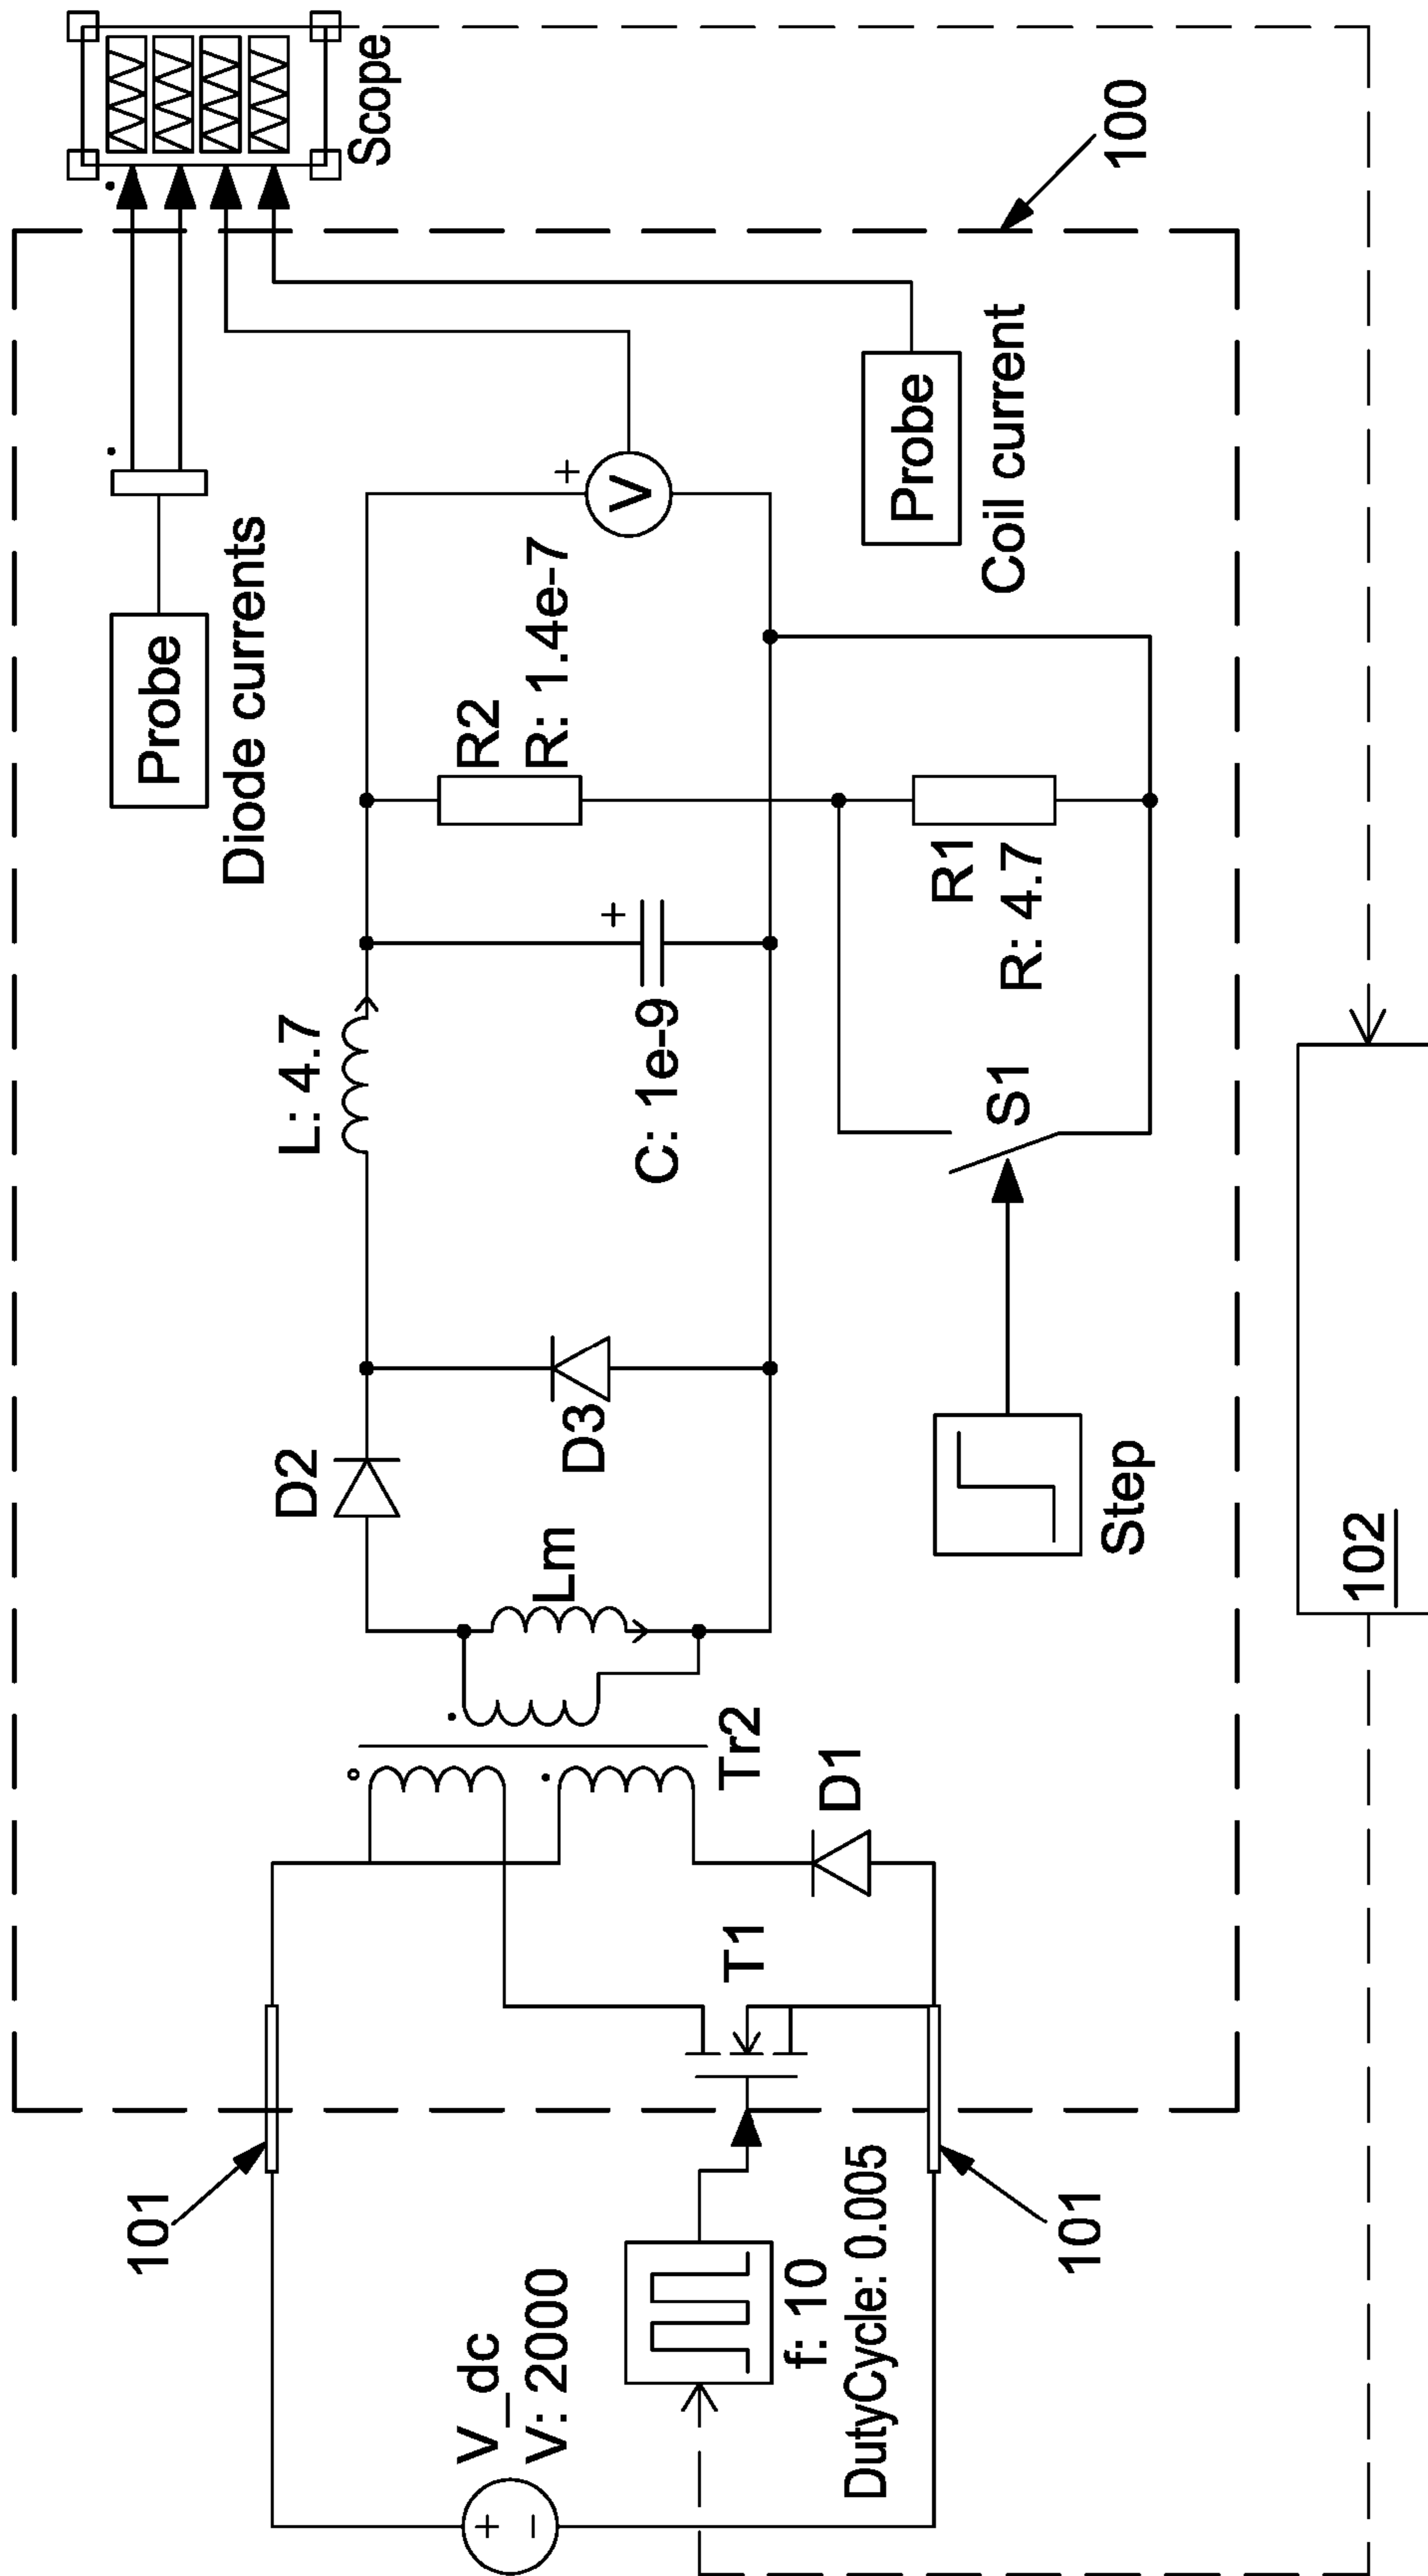 101
V_dc
V: 2000
+
−
f: 10
DutyCycle: 0.005
101
T1
D1
Tr2
Lm
D2
D3
Step
S1
L: 4.7
+
C: 1e-9
R2
R: 1.4e-7
R1
R: 4.7
+
V
Probe
Diode currents
Probe
Coil current
Scope
100
102